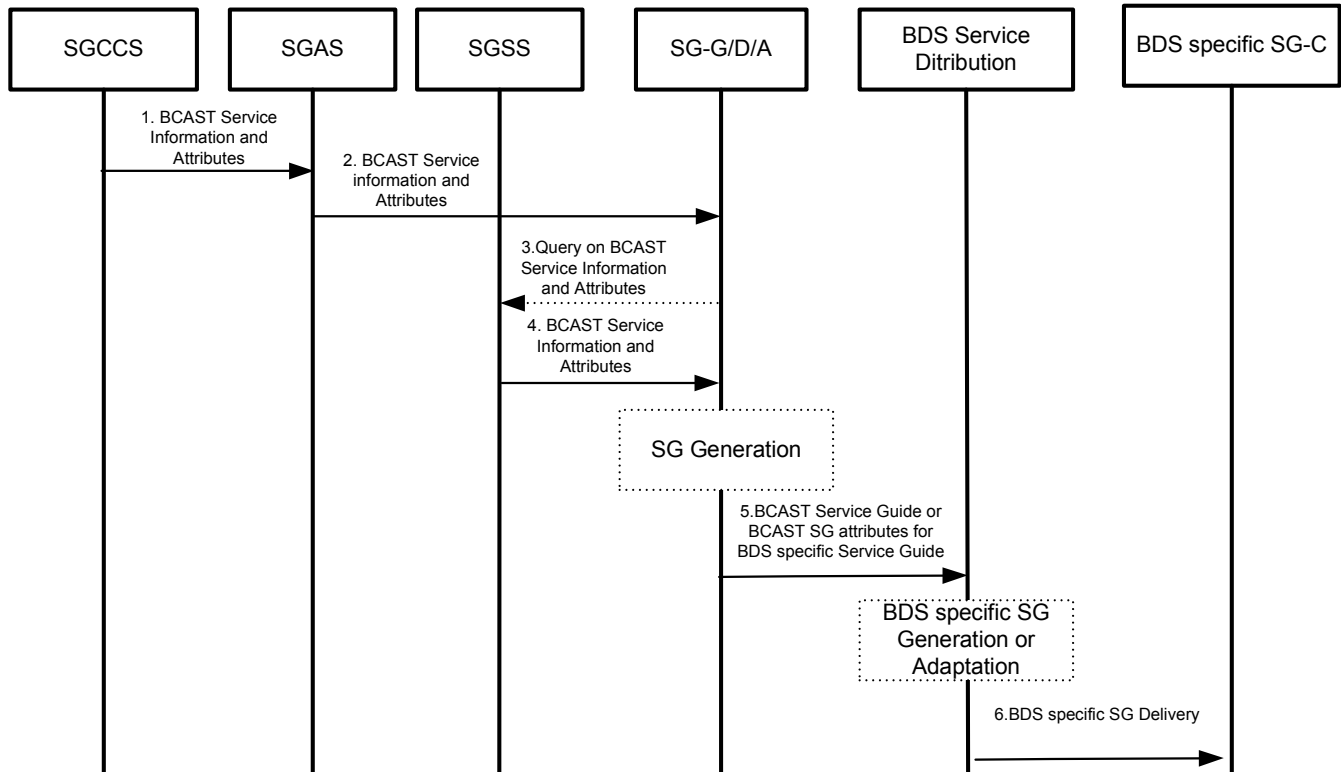 SGCCS
SGAS
SGSS
SG-G/D/A
BDS Service
Ditribution
BDS specific SG-C
1. BCAST Service
Information and
Attributes
2. BCAST Service
information and
Attributes
3.Query on BCAST
Service Information
and Attributes
4. BCAST Service
Information and
Attributes
SG Generation
5.BCAST Service Guide or
BCAST SG attributes for
BDS specific Service Guide
BDS specific SG
Generation or
Adaptation
6.BDS specific SG Delivery